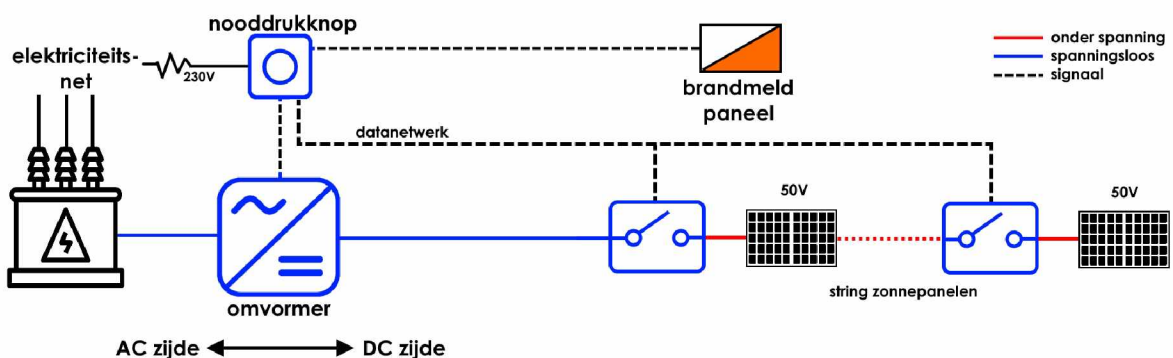 nooddrukknop
elektriciteits-
net
230V
brandmeld
paneel
onder spanning
spanningsloos
signaal
datanetwerk
50V
50V
string zonnepanelen
omvormer
AC zijde
DC zijde